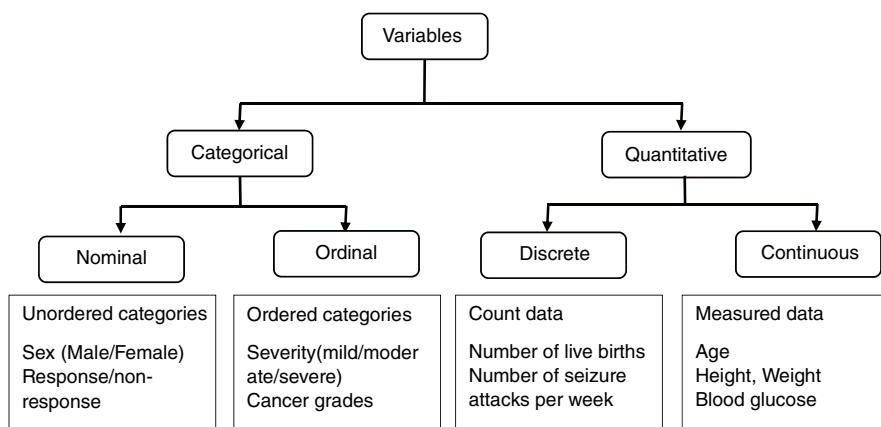 Variables
Categorical
Quantitative
Nominal
Ordinal
Discrete
Continuous
Unordered categories
Sex (Male/Female)
Response/non-
response
Ordered categories
Severity(mild/moder
ate/severe)
Cancer grades
Count data
Number of live births
Number of seizure
attacks per week
Measured data
Age
Height, Weight
Blood glucose